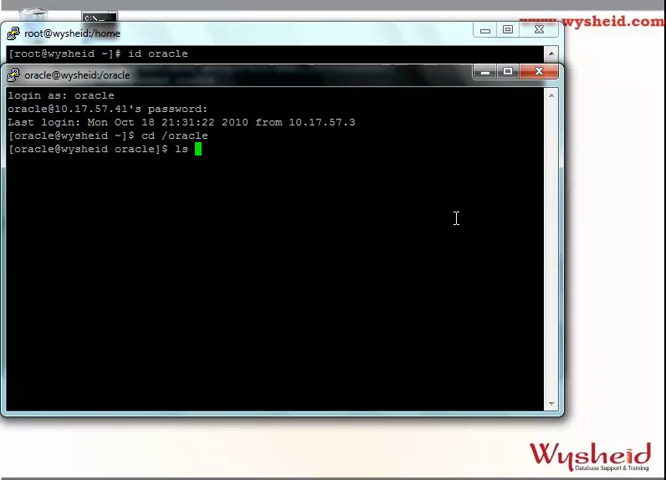 www.wysheid.com
root@wysheid:/home
[root@wysheid ~]# id oracle
oracle@wysheid:/oracle
login as: oracle
oracle@10.17.57.41's password:
Last login: Mon Oct 18 21:31:22 2010 from 10.17.57.3
[oracle@wysheid ~]$ cd /oracle
[oracle@wysheid oracle]$ ls
Wysheid
Database Support & Training